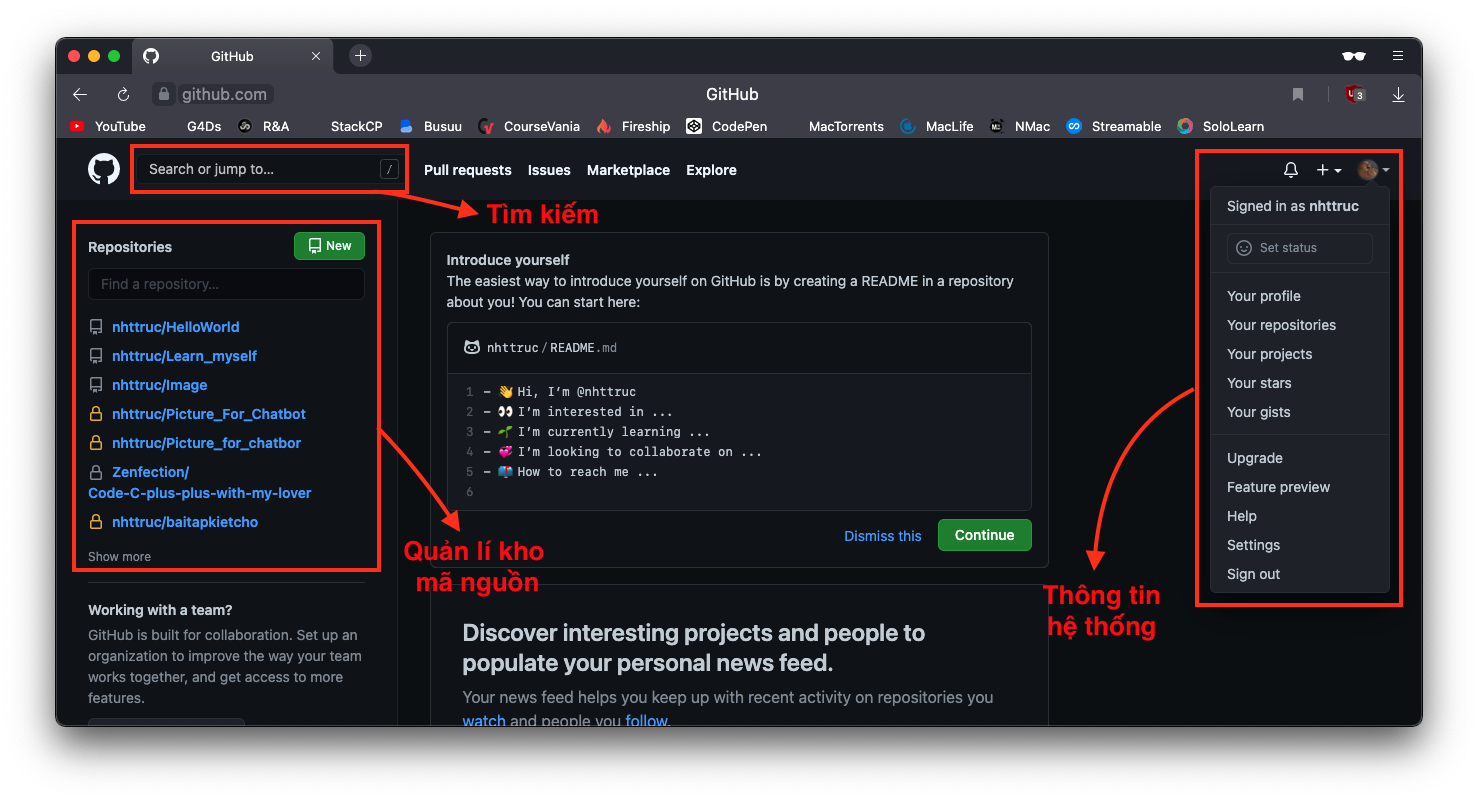 GitHub
github.com
GitHub
3
YouTube G4Ds R&A StackCP Busuu CourseVania Fireship CodePen MacTorrents MacLife NMac Streamable SoloLearn
Search or jump to... /
Pull requests Issues Marketplace Explore
Tìm kiếm
Repositories
New
Find a repository...
nhttruc/HelloWorld
nhttruc/Learn_myself
nhttruc/Image
nhttruc/Picture_For_Chatbot
nhttruc/Picture_for_chatbor
Zenfection/
Code-C-plus-plus-with-my-lover
nhttruc/baitapkietcho
Show more
Quản lí kho
mã nguồn
Working with a team?
GitHub is built for collaboration. Set up an
organization to improve the way your team
works together, and get access to more
features.
Introduce yourself
The easiest way to introduce yourself on GitHub is by creating a README in a repository
about you! You can start here:
nhttruc/README.md
1 – 👋 Hi, I’m @nhttruc
2 – 👀 I’m interested in ...
3 – 🌱 I’m currently learning ...
4 – 💞️ I’m looking to collaborate on ...
5 – 📫 How to reach me ...
6
Dismiss this
Continue
Discover interesting projects and people to
populate your personal news feed.
Your news feed helps you keep up with recent activity on repositories you
watch and people you follow.
Signed in as nhttruc
Set status
Your profile
Your repositories
Your projects
Your stars
Your gists
Upgrade
Feature preview
Help
Settings
Sign out
Thông tin
hệ thống